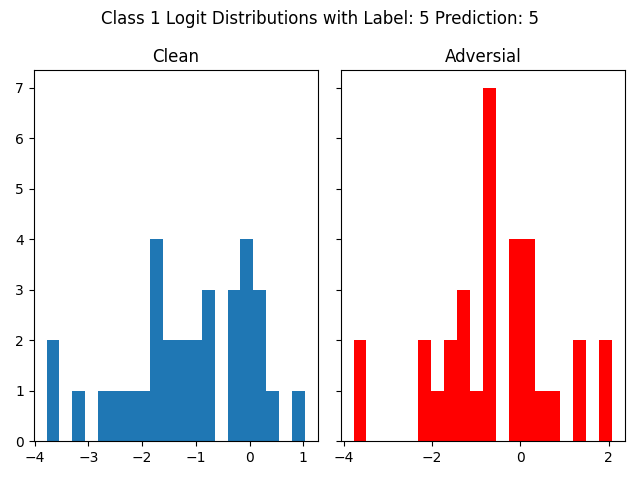 Class 1 Logit Distributions with Label: 5 Prediction: 5
Clean
Adversial
7
6
5
4
3
2
1
0
−4 −3 −2 −1 0 1
−4 −2 0 2